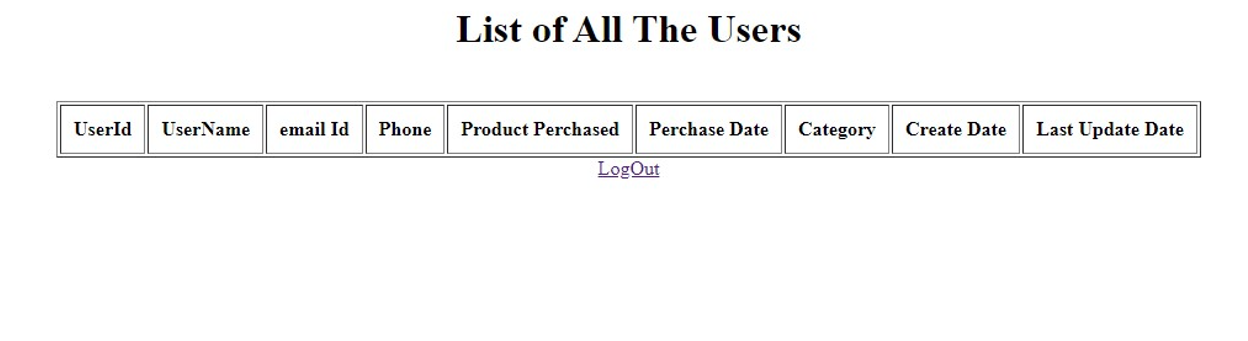 List of All The Users
UserId UserName email Id Phone Product Perchased Perchase Date Category Create Date Last Update Date
LogOut